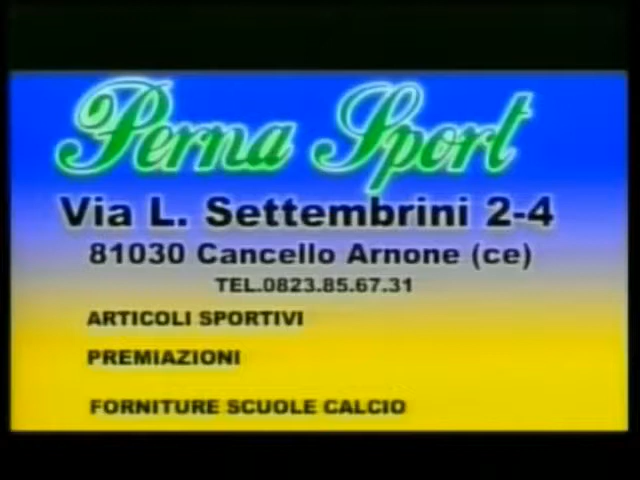 Perna Sport
Via L. Settembrini 2-4
81030 Cancello Arnone (ce)
TEL.0823.85.67.31
ARTICOLI SPORTIVI
PREMIAZIONI
FORNITURE SCUOLE CALCIO